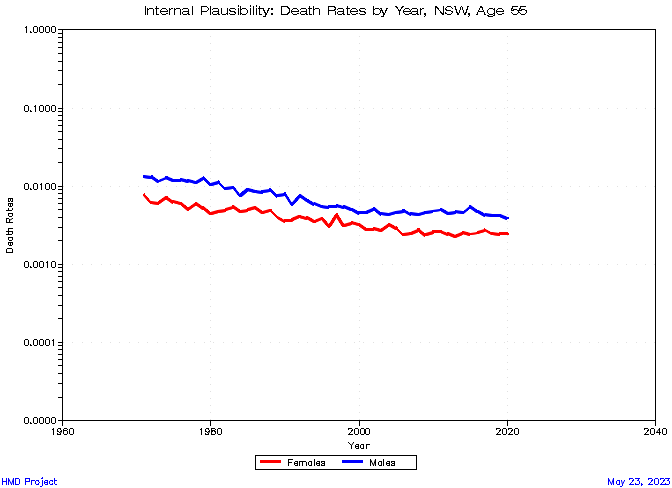 Internal Plausibility: Death Rates by Year, NSW, Age 55
1.0000
0.1000
0.0100
0.0010
0.0001
0.0000
Death Rates
1960 1980 2000 2020 2040
Year
Females Males
HMD Project May 23, 2023